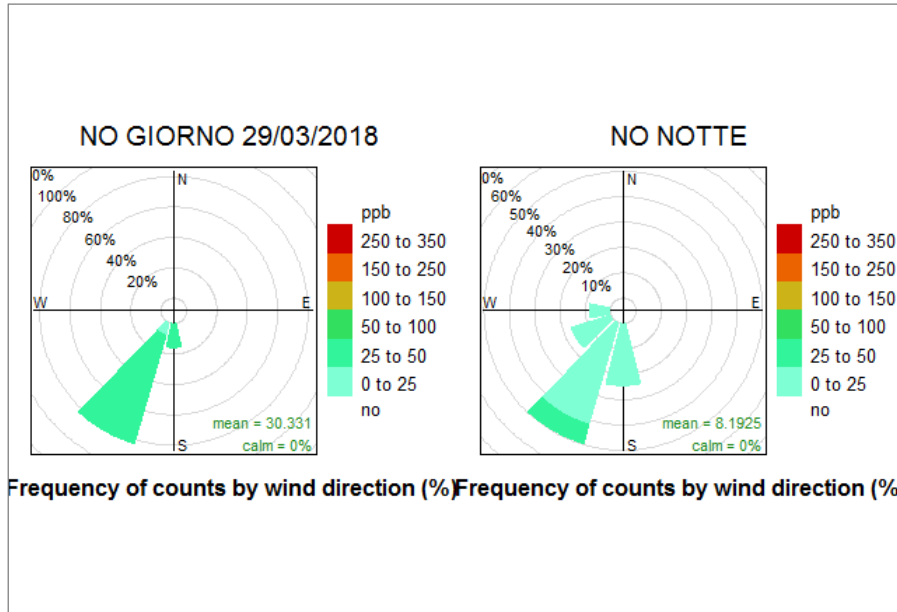 NO GIORNO 29/03/2018
0%
100%
80%
60%
40%
20%
N
W
E
S
mean = 30.331
calm = 0%
ppb
250 to 350
150 to 250
100 to 150
50 to 100
25 to 50
0 to 25
no
Frequency of counts by wind direction (%)
NO NOTTE
0%
60%
50%
40%
30%
20%
10%
N
W
E
S
mean = 8.1925
calm = 0%
ppb
250 to 350
150 to 250
100 to 150
50 to 100
25 to 50
0 to 25
no
Frequency of counts by wind direction (%